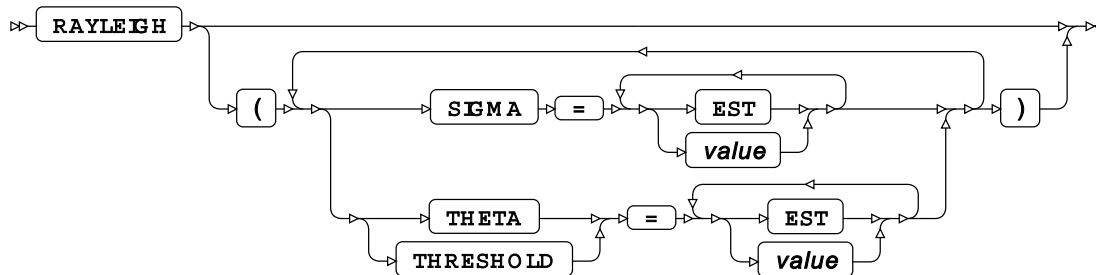 RAYLEIGH
( SIGMA = EST )
value
THETA = EST
THRESHOLD value